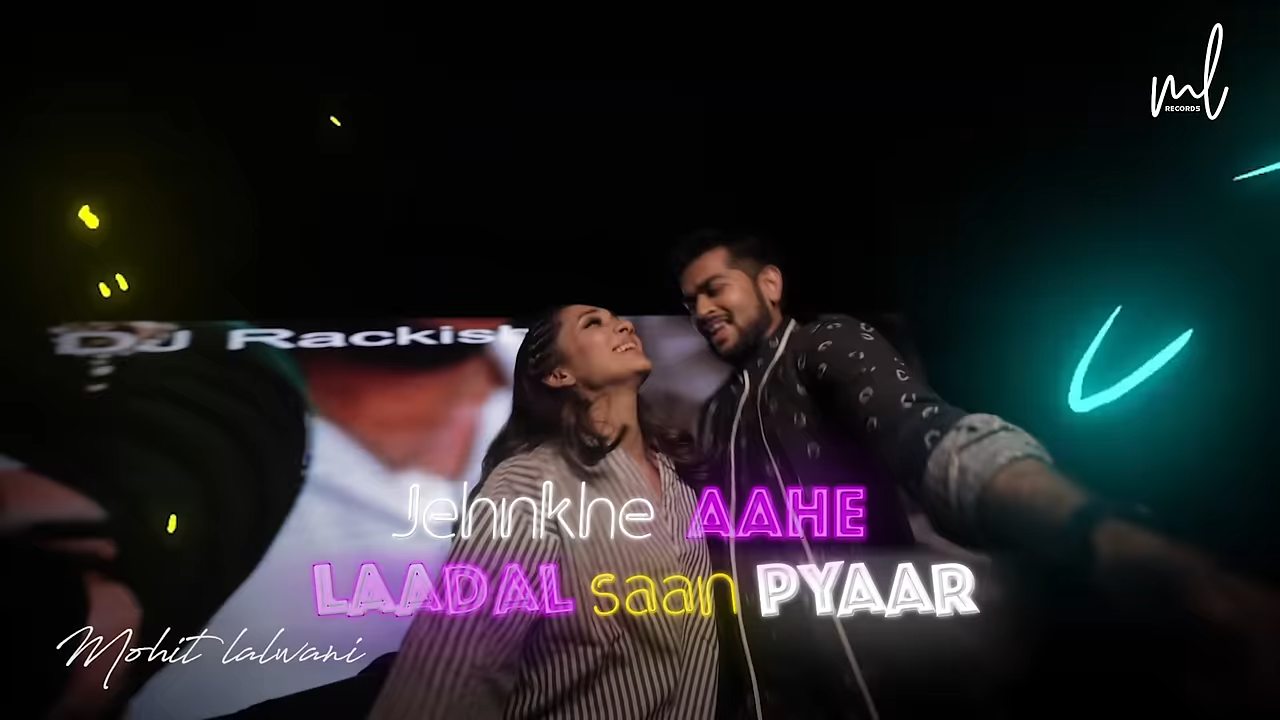 ml
RECORDS
DJ Rackish
Jehnkhe AAHE
LAADAL saan PYAAR
Mohit lalwani